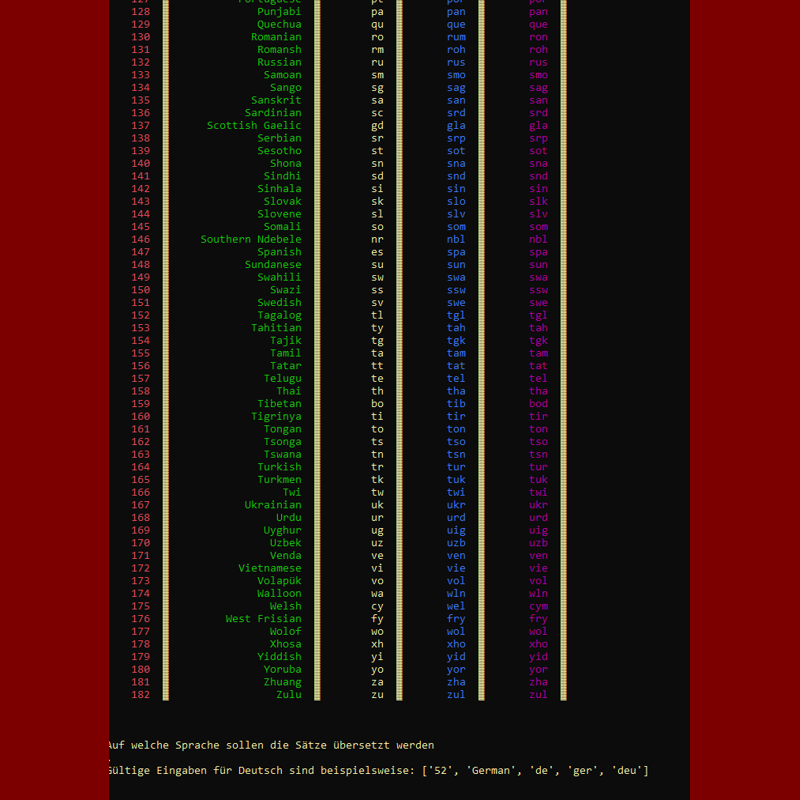 127 Portuguese pt por por
128 Punjabi pa pan pan
129 Quechua qu que que
130 Romanian ro rum ron
131 Romansh rm roh roh
132 Russian ru rus rus
133 Samoan sm smo smo
134 Sango sg sag sag
135 Sanskrit sa san san
136 Sardinian sc srd srd
137 Scottish Gaelic gd gla gla
138 Serbian sr srp srp
139 Sesotho st sot sot
140 Shona sn sna sna
141 Sindhi sd snd snd
142 Sinhala si sin sin
143 Slovak sk slo slk
144 Slovene sl slv slv
145 Somali so som som
146 Southern Ndebele nr nbl nbl
147 Spanish es spa spa
148 Sundanese su sun sun
149 Swahili sw swa swa
150 Swazi ss ssw ssw
151 Swedish sv swe swe
152 Tagalog tl tgl tgl
153 Tahitian ty tah tah
154 Tajik tg tgk tgk
155 Tamil ta tam tam
156 Tatar tt tat tat
157 Telugu te tel tel
158 Thai th tha tha
159 Tibetan bo tib bod
160 Tigrinya ti tir tir
161 Tongan to ton ton
162 Tsonga ts tso tso
163 Tswana tn tsn tsn
164 Turkish tr tur tur
165 Turkmen tk tuk tuk
166 Twi tw twi twi
167 Ukrainian uk ukr ukr
168 Urdu ur urd urd
169 Uyghur ug uig uig
170 Uzbek uz uzb uzb
171 Venda ve ven ven
172 Vietnamese vi vie vie
173 Volapük vo vol vol
174 Walloon wa wln wln
175 Welsh cy wel cym
176 West Frisian fy fry fry
177 Wolof wo wol wol
178 Xhosa xh xho xho
179 Yiddish yi yid yid
180 Yoruba yo yor yor
181 Zhuang za zha zha
182 Zulu zu zul zul
Auf welche Sprache sollen die Sätze übersetzt werden
Gültige Eingaben für Deutsch sind beispielsweise: ['52', 'German', 'de', 'ger', 'deu']